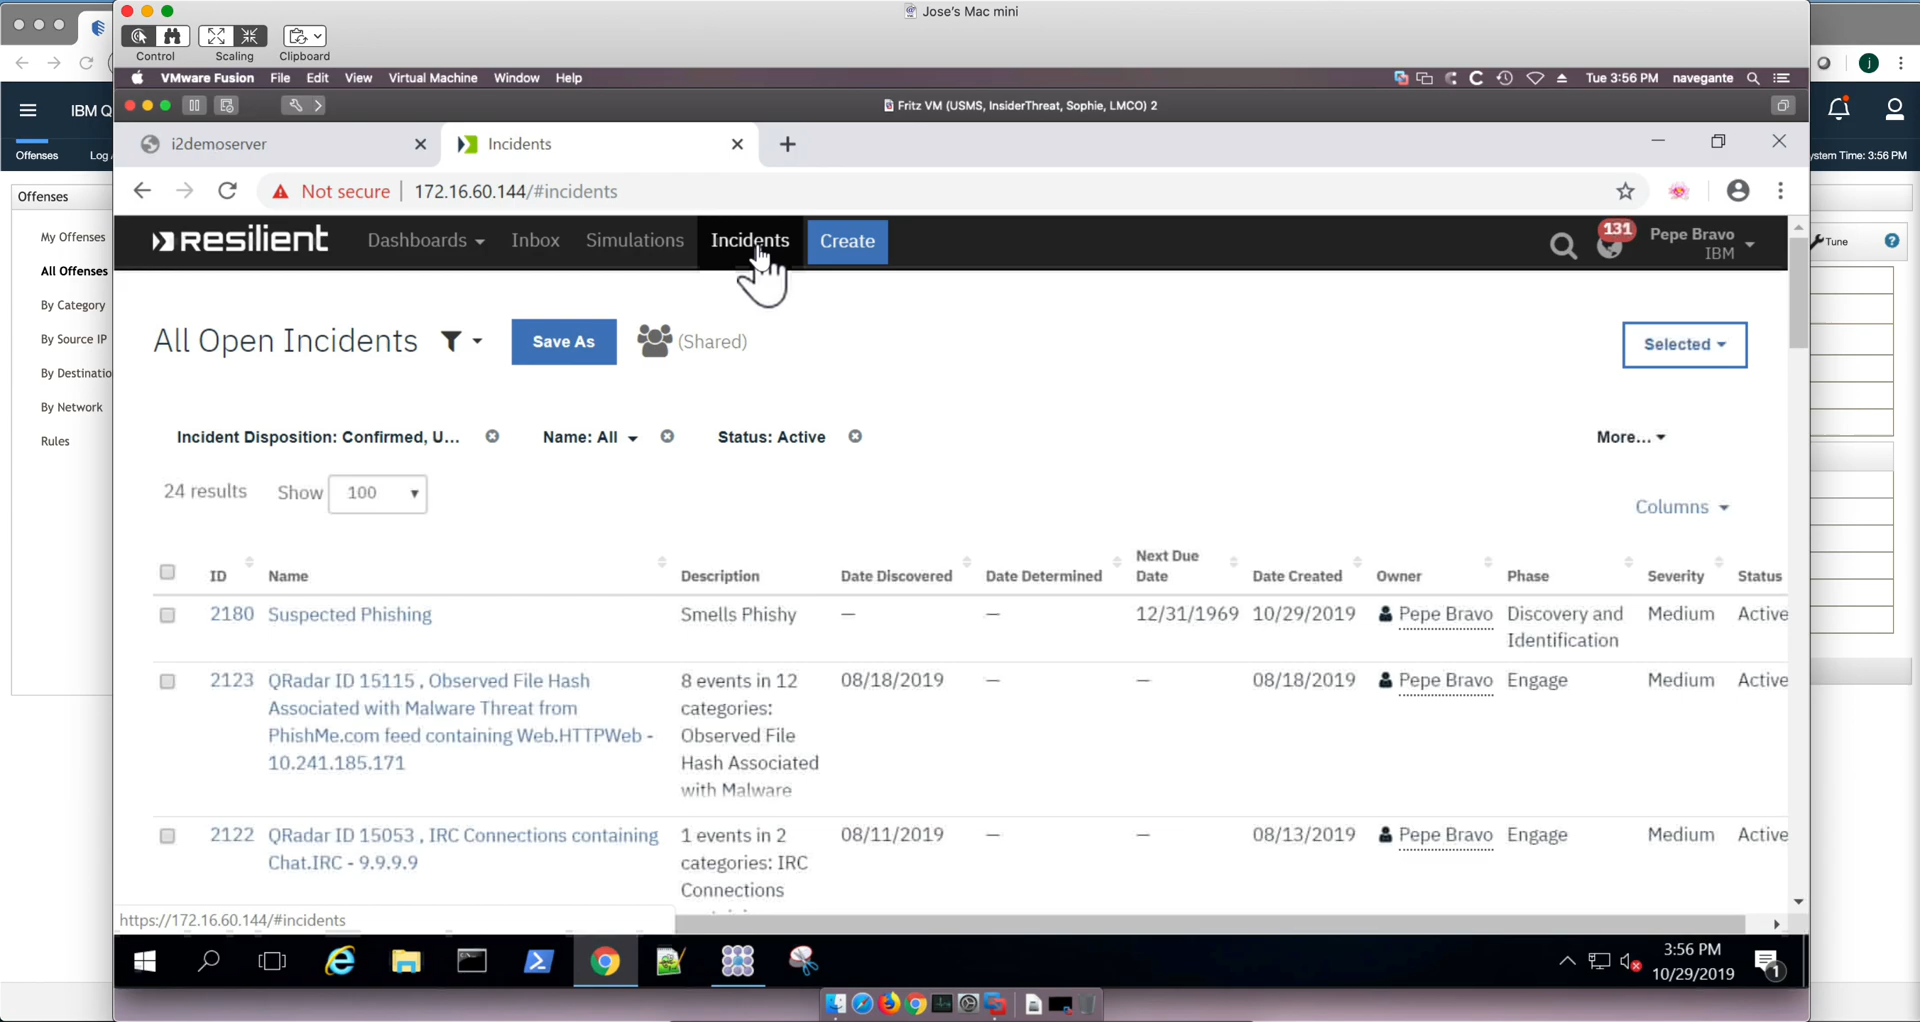 Jose's Mac mini
Control
Scaling
Clipboard
VMware Fusion File Edit View Virtual Machine Window Help
Tue 3:56 PM navegante
Fritz VM (USMS, InsiderThreat, Sophie, LMCO) 2
IBM Q
j
Offenses Log
ystem Time: 3:56 PM
i2demoserver
Incidents
Not secure 172.16.60.144/#incidents
resilient
Dashboards Inbox Simulations Incidents Create
131
Pepe Bravo
IBM
Offenses
My Offenses
All Offenses
By Category
By Source IP
By Destinatio
By Network
Rules
Tune
?
All Open Incidents
Save As
(Shared)
Selected
Incident Disposition: Confirmed, U...
Name: All
Status: Active
More...
24 results Show 100
Columns
ID Name Description Date Discovered Date Determined Next Due Date Date Created Owner Phase Severity Status
2180 Suspected Phishing Smells Phishy — — 12/31/1969 10/29/2019 Pepe Bravo Discovery and Medium Active
Identification
2123 QRadar ID 15115 , Observed File Hash 8 events in 12 08/18/2019 — — 08/18/2019 Pepe Bravo Engage Medium Active
Associated with Malware Threat from categories:
PhishMe.com feed containing Web.HTTPWeb - Observed File
10.241.185.171 Hash Associated
with Malware
2122 QRadar ID 15053 , IRC Connections containing 1 events in 2 08/11/2019 — — 08/13/2019 Pepe Bravo Engage Medium Active
Chat.IRC - 9.9.9.9 categories: IRC
Connections
https://172.16.60.144/#incidents
3:56 PM
10/29/2019
1